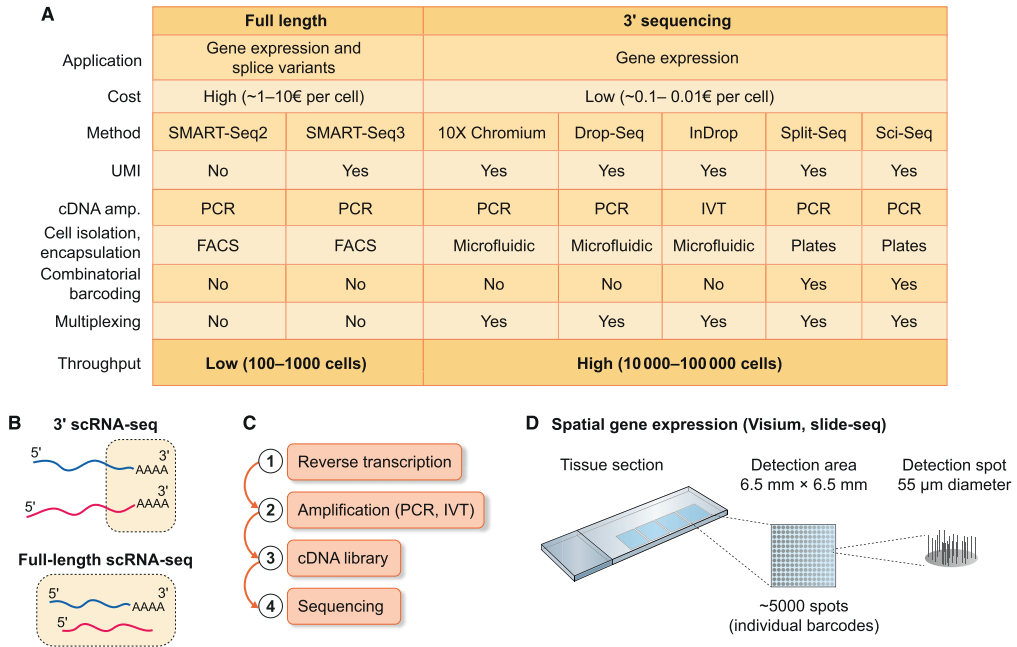 A
Full length
3' sequencing
Application
Gene expression and
splice variants
Gene expression
Cost
High (~1–10€ per cell)
Low (~0.1– 0.01€ per cell)
Method
SMART-Seq2
SMART-Seq3
10X Chromium
Drop-Seq
InDrop
Split-Seq
Sci-Seq
UMI
No
Yes
Yes
Yes
Yes
Yes
Yes
cDNA amp.
PCR
PCR
PCR
PCR
IVT
PCR
PCR
Cell isolation,
encapsulation
FACS
FACS
Microfluidic
Microfluidic
Microfluidic
Plates
Plates
Combinatorial
barcoding
No
No
No
No
No
Yes
Yes
Multiplexing
No
No
Yes
Yes
Yes
Yes
Yes
Throughput
Low (100–1000 cells)
High (10 000–100 000 cells)
B
3' scRNA-seq
5'
3'
AAAA
5'
3'
AAAA
Full-length scRNA-seq
5'
3'
AAAA
5'
C
1
Reverse transcription
2
Amplification (PCR, IVT)
3
cDNA library
4
Sequencing
D
Spatial gene expression (Visium, slide-seq)
Tissue section
Detection area
6.5 mm × 6.5 mm
Detection spot
55 µm diameter
~5000 spots
(individual barcodes)